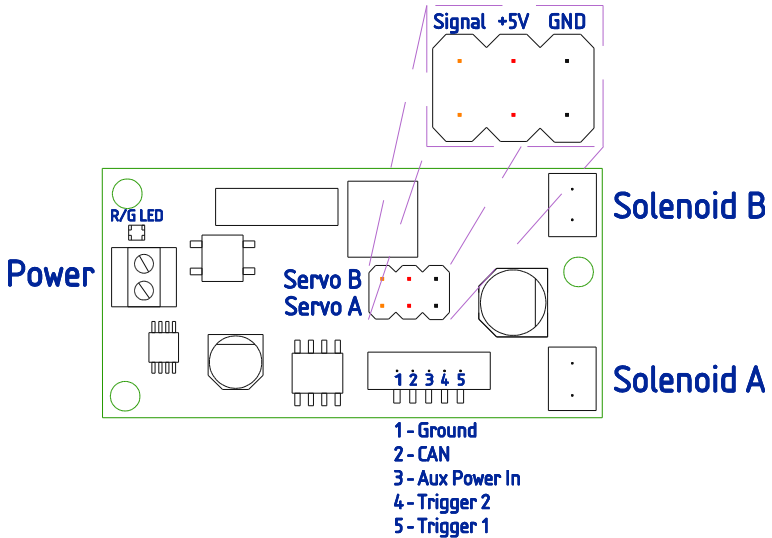 Signal +5V GND
R/G LED
Solenoid B
Power
Servo B
Servo A
1 2 3 4 5
Solenoid A
1 - Ground
2 - CAN
3 - Aux Power In
4 - Trigger 2
5 - Trigger 1